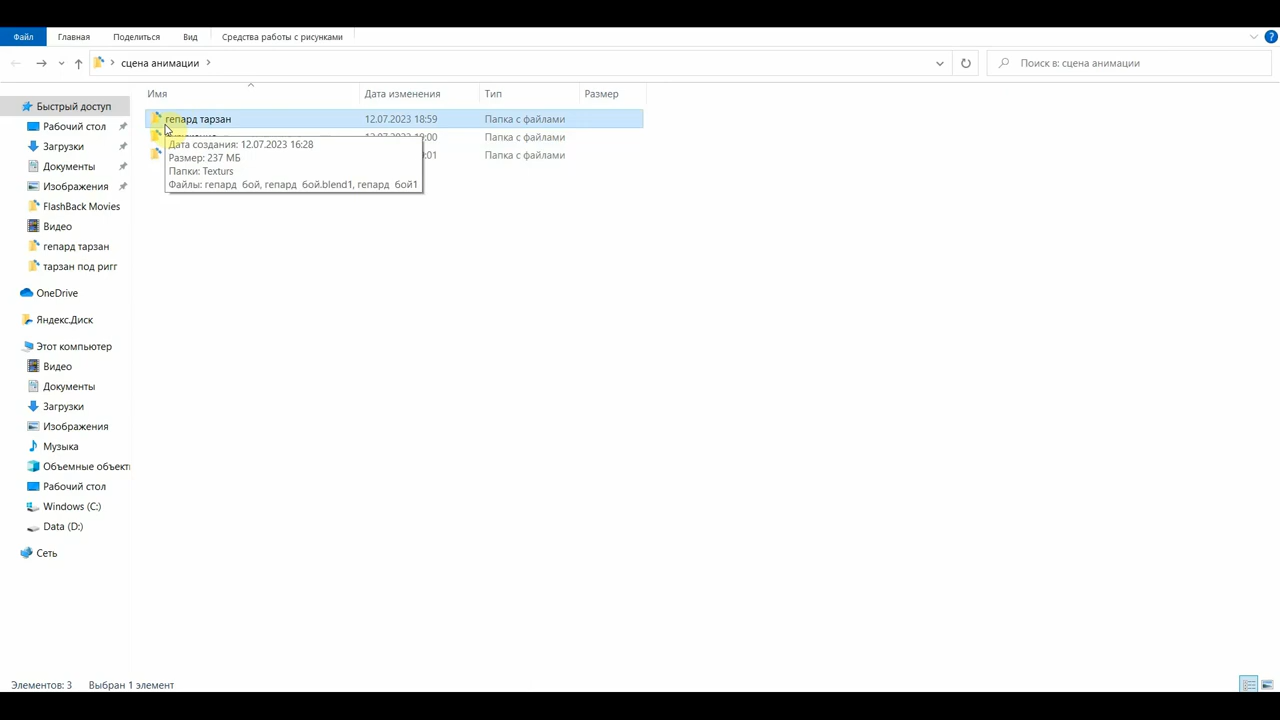 Файл Главная Поделиться Вид Средства работы с рисунками
сцена анимации Поиск в: сцена анимации
Имя Дата изменения Тип Размер
гепард тарзан 12.07.2023 18:59 Папка с файлами
Папка с файлами
Папка с файлами
Дата создания: 12.07.2023 16:28
Размер: 237 МБ
Папки: Texturs
Файлы: гепард бой, гепард бой.blend1, гепард бой1
Быстрый доступ
Рабочий стол
Загрузки
Документы
Изображения
FlashBack Movies
Видео
гепард тарзан
тарзан под ригг
OneDrive
Яндекс.Диск
Этот компьютер
Видео
Документы
Загрузки
Изображения
Музыка
Объемные объект
Рабочий стол
Windows (C:)
Data (D:)
Сеть
Элементов: 3 Выбран 1 элемент